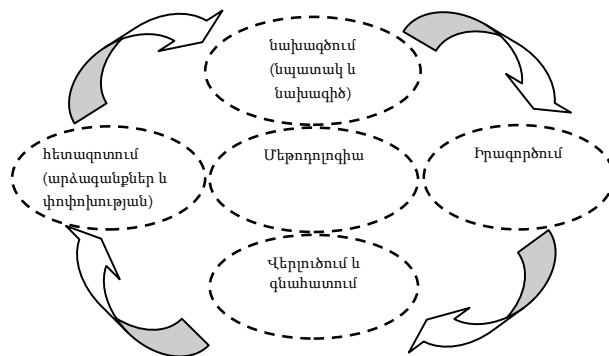 նախագծում
(նպատակ և
նախագիծ)
հետազոտում
(արձագանքներ և
փոփոխության)
Մեթոդոլոգիա
Իրագործում
Վերլուծում և
գնահատում